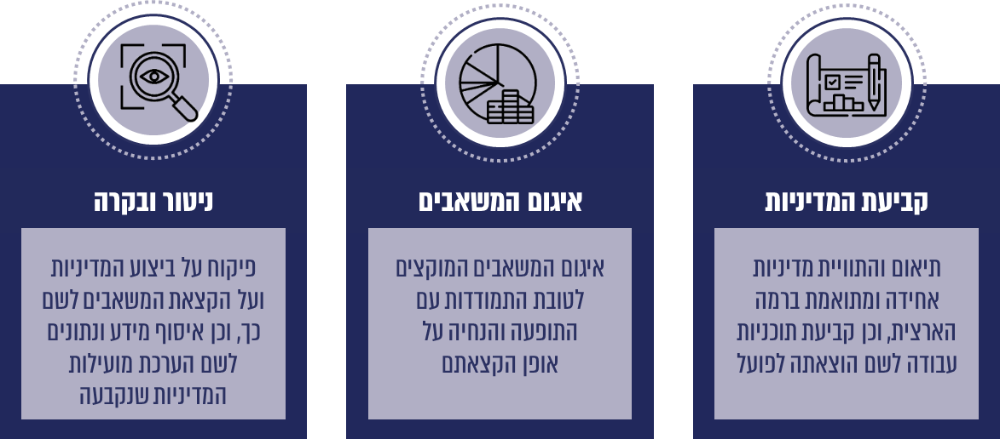 קביעת המדיניות
תיאום והתוויית מדיניות
אחידה ומתואמת ברמה
הארצית, וכן קביעת תוכניות
עבודה לשם הוצאתה לפועל
איגום המשאבים
איגום המשאבים המוקצים
לטובת התמודדות עם
התופעה והנחיה על
אופן הקצאתם
ניטור ובקרה
פיקוח על ביצוע המדיניות
ועל הקצאת המשאבים לשם
כך, וכן איסוף מידע ונתונים
לשם הערכת מועילות
המדיניות שנקבעה